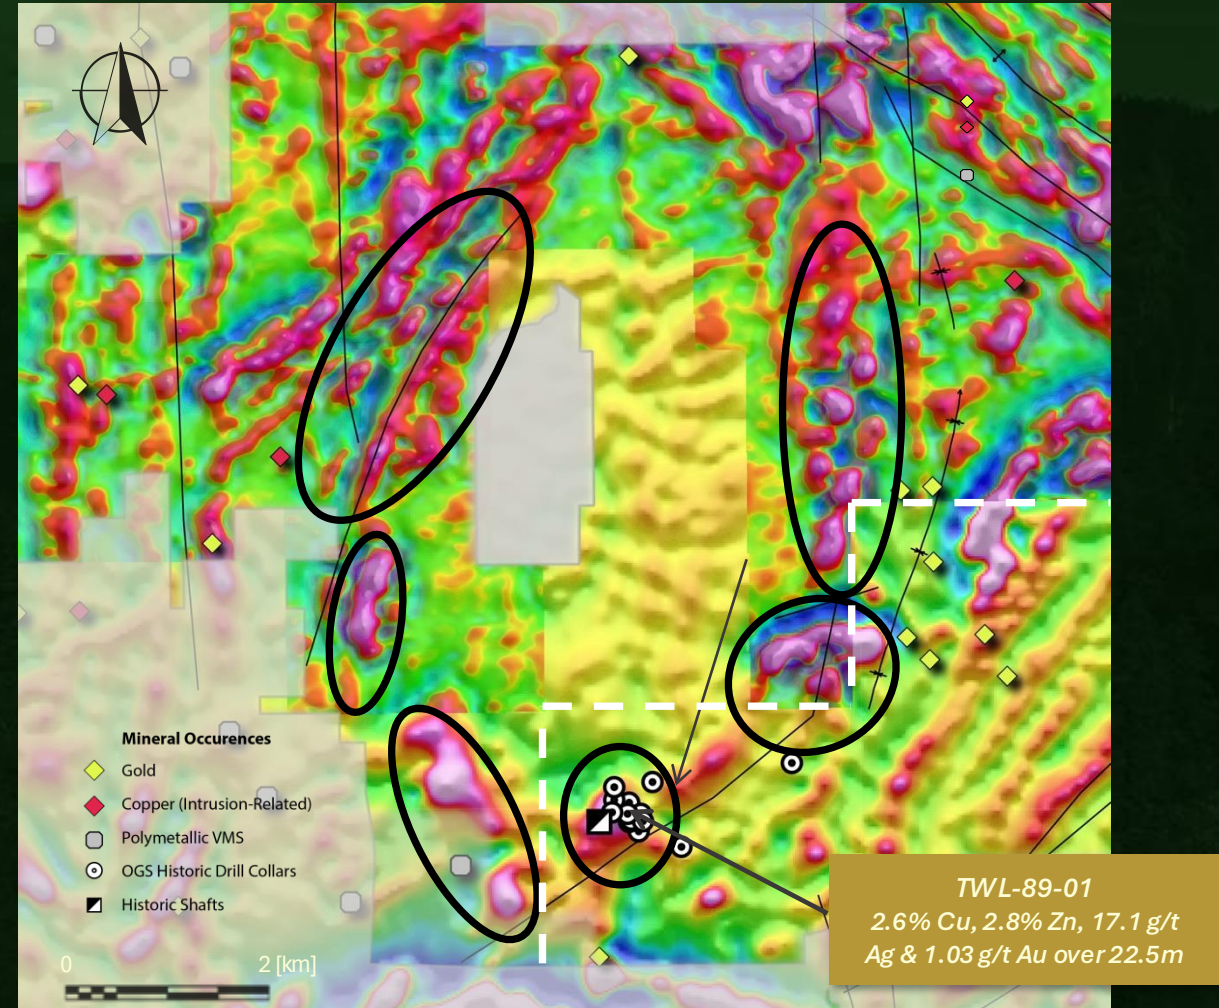 Mineral Occurences
Gold
Copper (Intrusion-Related)
Polymetallic VMS
OGS Historic Drill Collars
Historic Shafts
0 2 [km]
TWL-89-01
2.6% Cu, 2.8% Zn, 17.1 g/t
Ag & 1.03 g/t Au over 22.5m